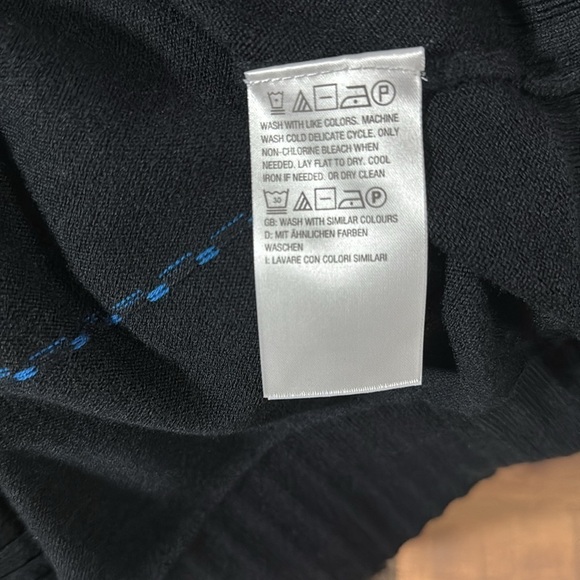 P
WASH WITH LIKE COLORS. MACHINE
WASH COLD DELICATE CYCLE. ONLY
NON-CHLORINE BLEACH WHEN
NEEDED. LAY FLAT TO DRY. COOL
IRON IF NEEDED. OR DRY CLEAN
30 P
GB: WASH WITH SIMILAR COLOURS
D: MIT ÄHNLICHEN FARBEN
WASCHEN
I: LAVARE CON COLORI SIMILARI